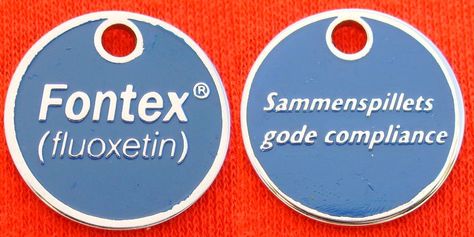 Fontex®
(fluoxetin)
Sammenspillets
gode compliance